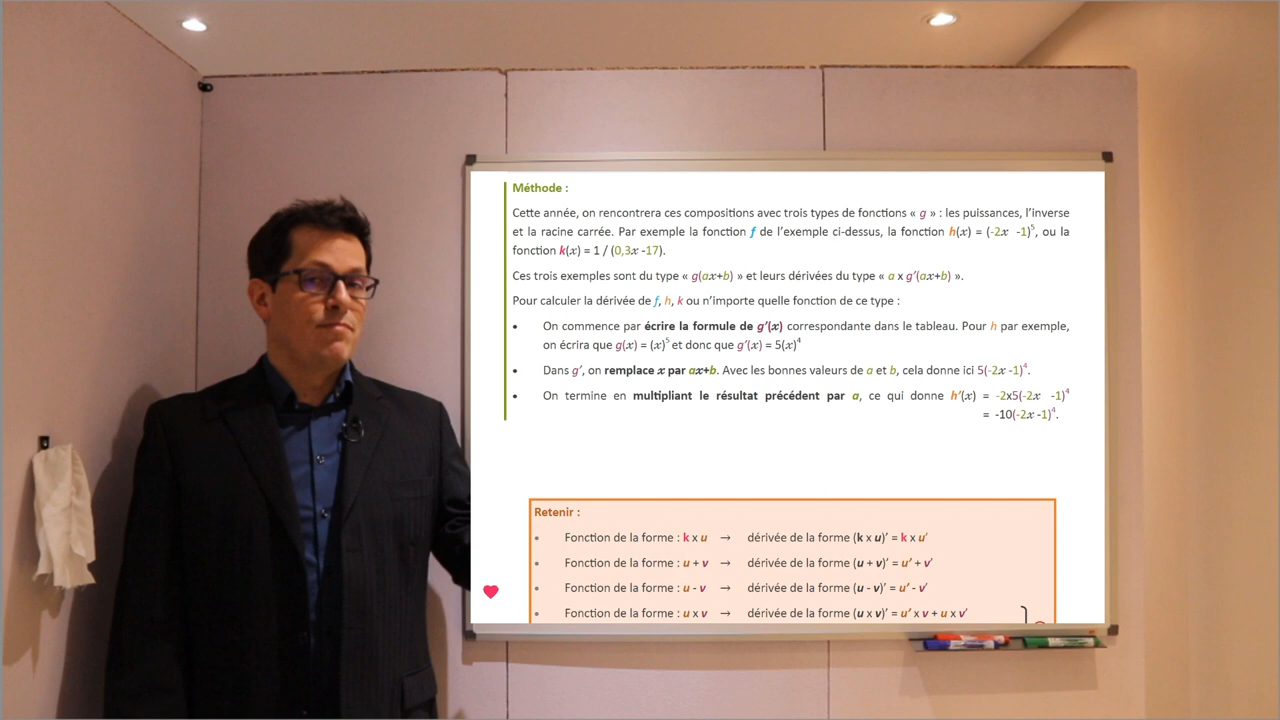 Méthode :
Cette année, on rencontrera ces compositions avec trois types de fonctions « g » : les puissances, l'inverse
et la racine carrée. Par exemple la fonction f de l'exemple ci-dessus, la fonction h(x) = (-2x -1)⁵, ou la
fonction k(x) = 1 / (0,3x -17).
Ces trois exemples sont du type « g(ax+b) » et leurs dérivées du type « a x g'(ax+b) ».
Pour calculer la dérivée de f, h, k ou n'importe quelle fonction de ce type :
• On commence par écrire la formule de g'(x) correspondante dans le tableau. Pour h par exemple,
on écrira que g(x) = (x)⁵ et donc que g'(x) = 5(x)⁴
• Dans g', on remplace x par ax+b. Avec les bonnes valeurs de a et b, cela donne ici 5(-2x -1)⁴.
• On termine en multipliant le résultat précédent par a, ce qui donne h'(x) = -2x5(-2x -1)⁴
= -10(-2x -1)⁴.
Retenir :
• Fonction de la forme : k x u → dérivée de la forme (k x u)' = k x u'
• Fonction de la forme : u + v → dérivée de la forme (u + v)' = u' + v'
• Fonction de la forme : u - v → dérivée de la forme (u - v)' = u' - v'
• Fonction de la forme : u x v → dérivée de la forme (u x v)' = u' x v + u x v'